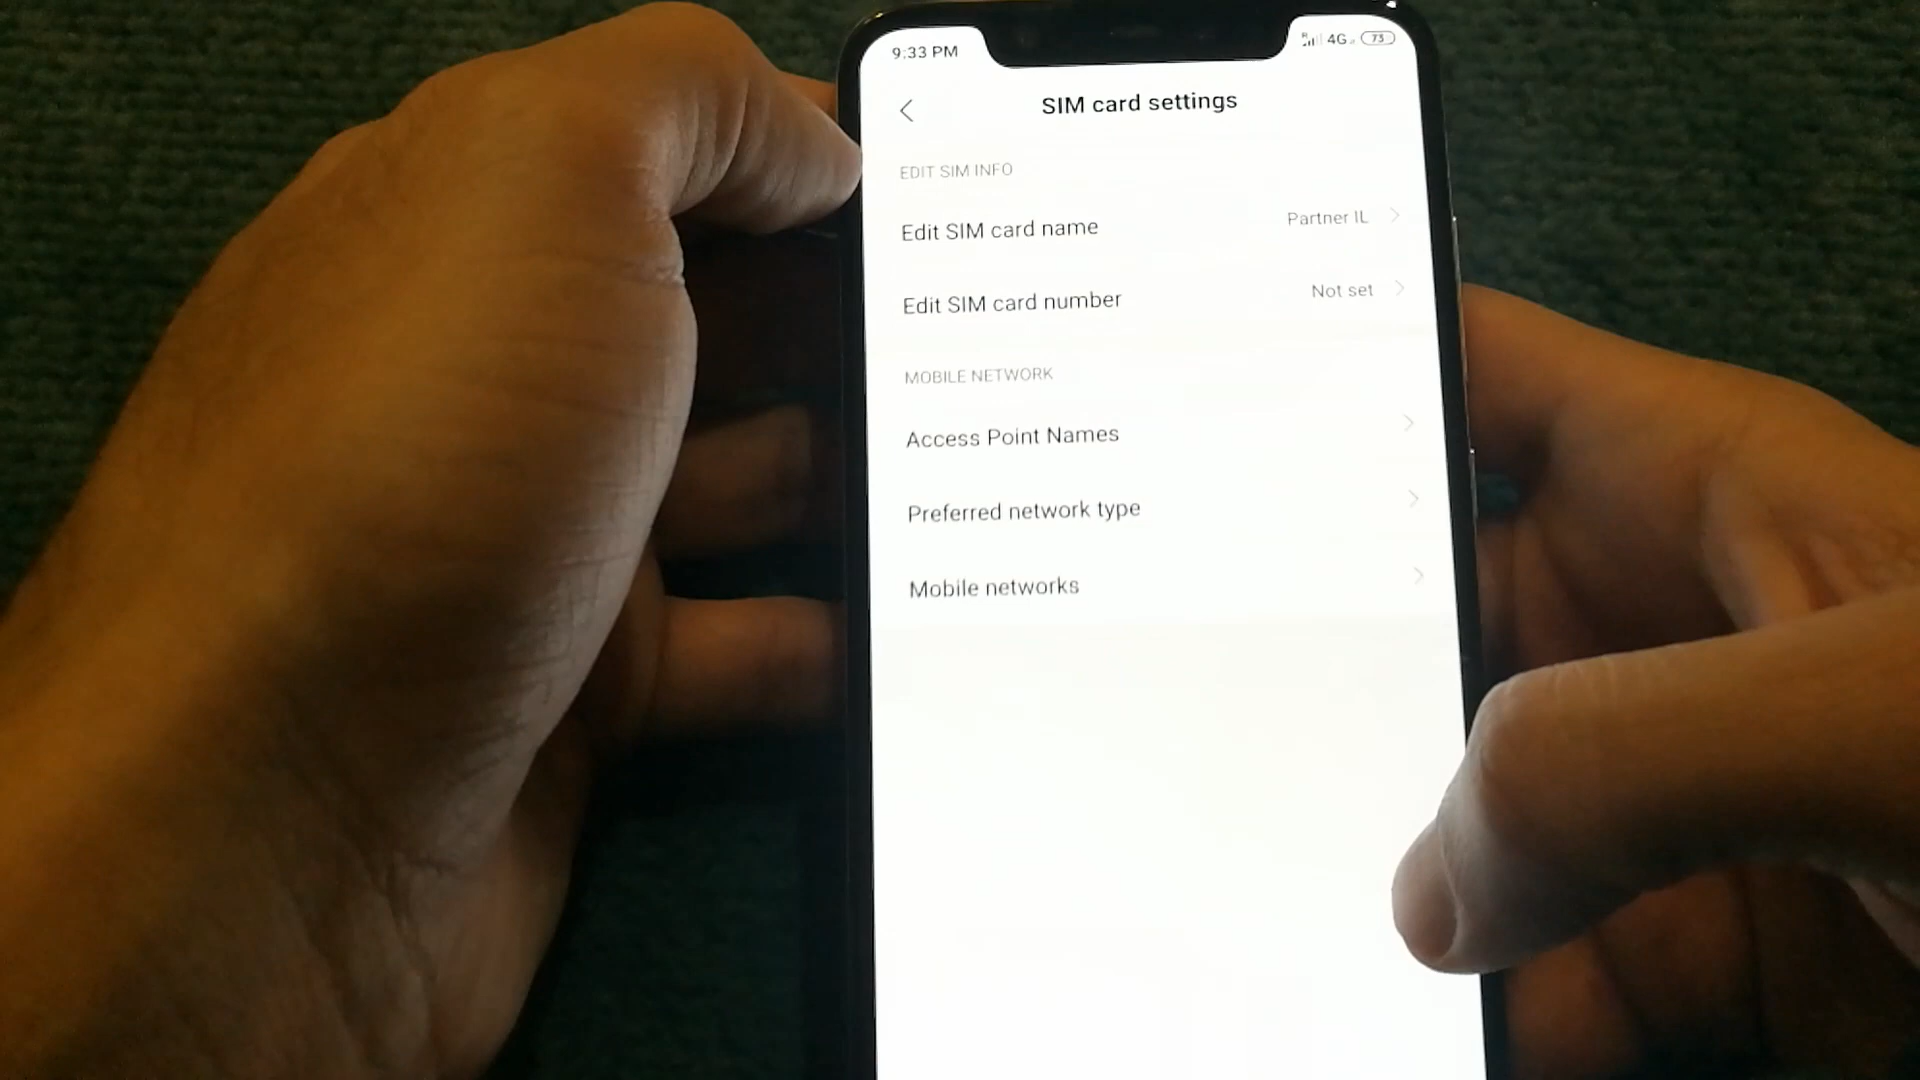 9:33 PM
R 4G 73
SIM card settings
EDIT SIM INFO
Edit SIM card name
Partner IL
Edit SIM card number
Not set
MOBILE NETWORK
Access Point Names
Preferred network type
Mobile networks